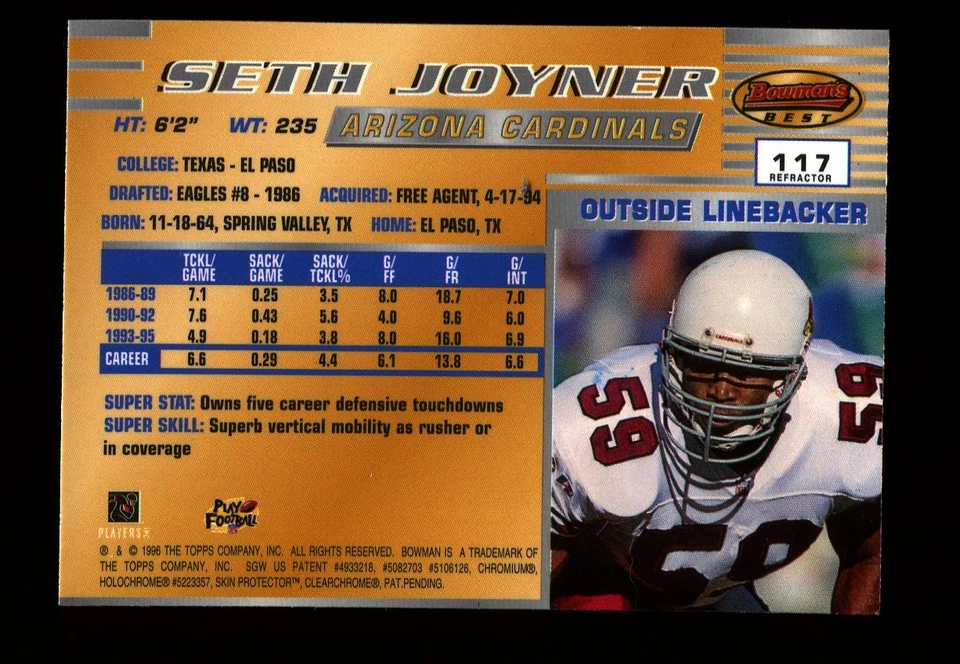 SETH JOYNER
Bowman's
BEST
HT: 6'2" WT: 235 ARIZONA CARDINALS
117
REFRACTOR
COLLEGE: TEXAS - EL PASO
DRAFTED: EAGLES #8 - 1986 ACQUIRED: FREE AGENT, 4-17-94
BORN: 11-18-64, SPRING VALLEY, TX HOME: EL PASO, TX
OUTSIDE LINEBACKER
TCKL/ SACK/ SACK/ G/ G/ G/
GAME GAME TCKL% FF FR INT
1986-89 7.1 0.25 3.5 8.0 18.7 7.0
1990-92 7.6 0.43 5.6 4.0 9.6 6.0
1993-95 4.9 0.18 3.8 8.0 16.0 6.9
CAREER 6.6 0.29 4.4 6.1 13.8 6.6
CARDINALS
59
59
59
SUPER STAT: Owns five career defensive touchdowns
SUPER SKILL: Superb vertical mobility as rusher or
in coverage
PLAYERS INC
PLAY
FOOTBALL
® & © 1996 THE TOPPS COMPANY, INC. ALL RIGHTS RESERVED. BOWMAN IS A TRADEMARK OF
THE TOPPS COMPANY, INC. SGW US PATENT #4933218, #5082703 #5106126, CHROMIUM®,
HOLOCHROME® #5223357, SKIN PROTECTOR™, CLEARCHROME®, PAT.PENDING.